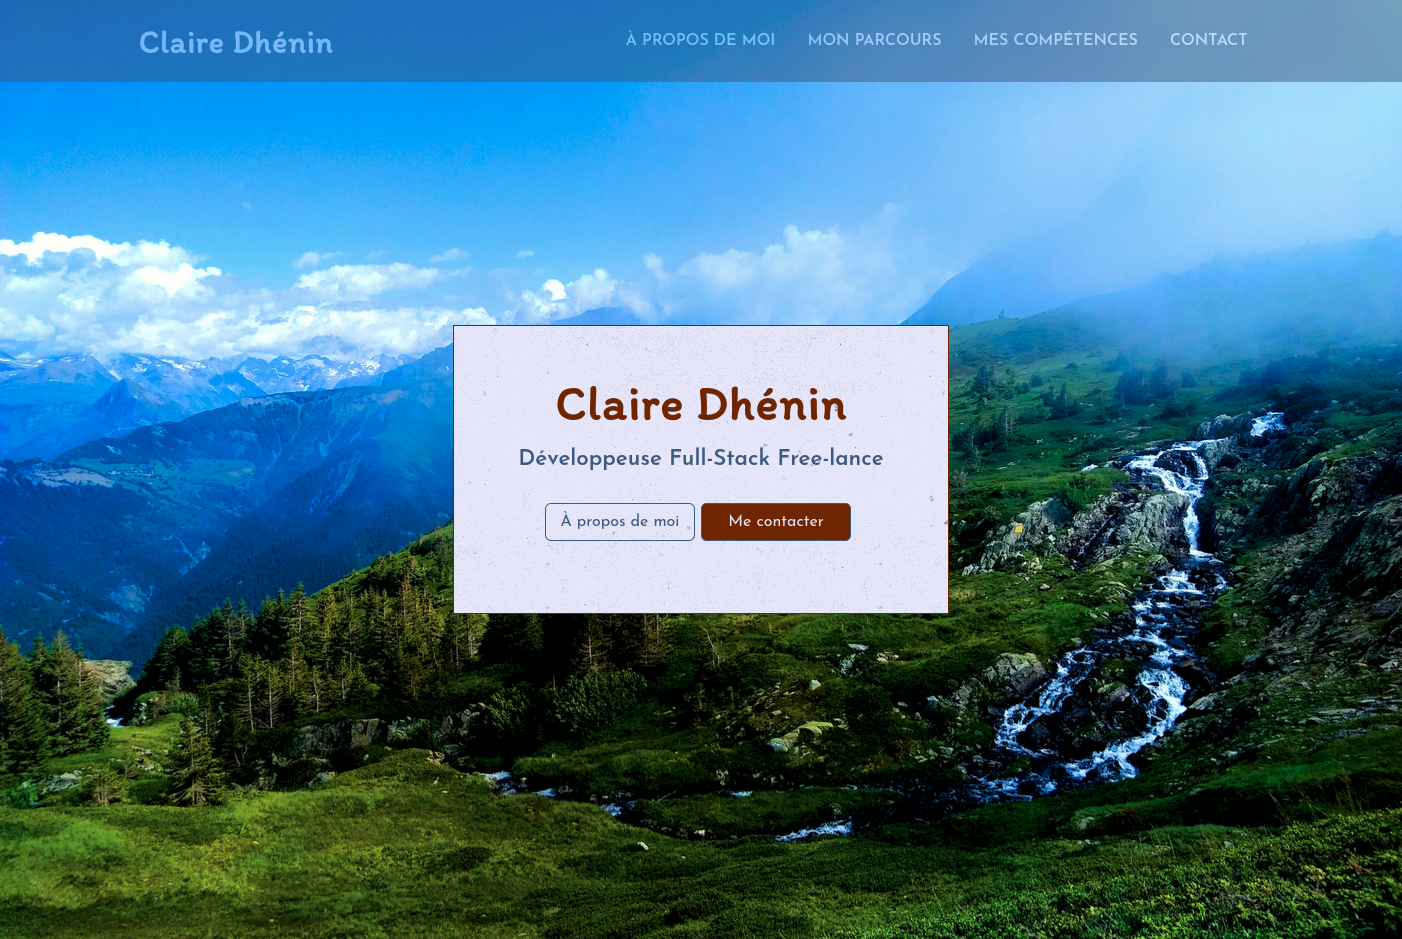 Claire Dhénin
À PROPOS DE MOI MON PARCOURS MES COMPÉTENCES CONTACT
Claire Dhénin
Développeuse Full-Stack Free-lance
À propos de moi Me contacter